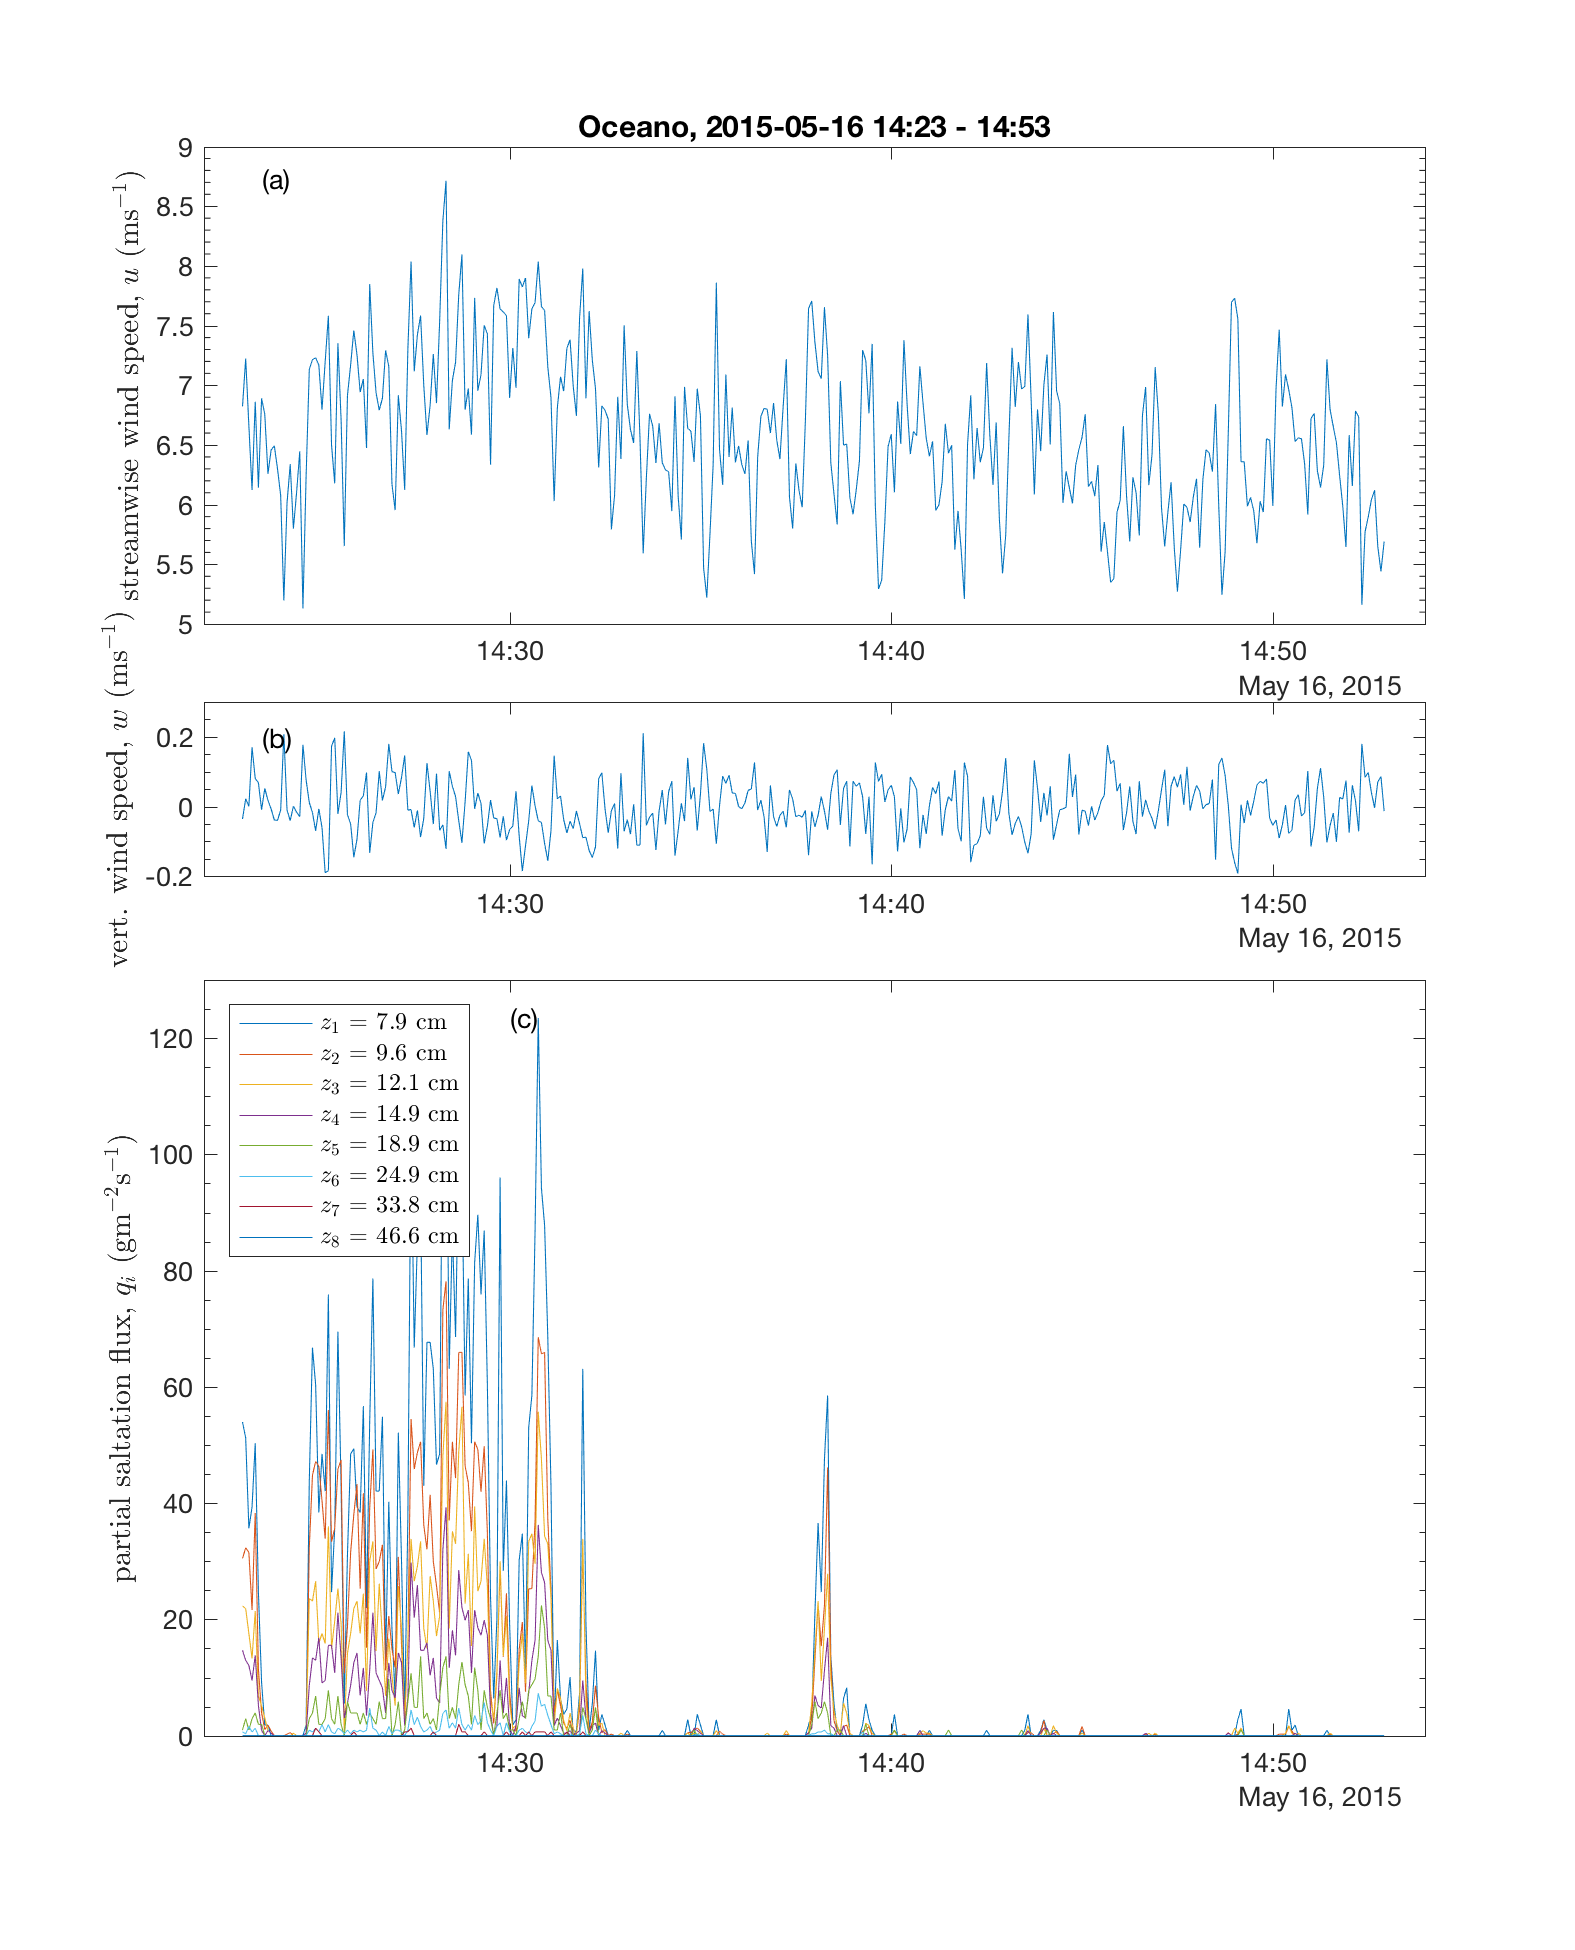 Oceano, 2015-05-16 14:23 - 14:53
(a)
streamwise wind speed, u (ms⁻¹)
9
8.5
8
7.5
7
6.5
6
5.5
5
14:30 14:40 14:50
May 16, 2015
(b)
vert. wind speed, w (ms⁻¹)
0.2
0
-0.2
14:30 14:40 14:50
May 16, 2015
(c)
z₁ = 7.9 cm
z₂ = 9.6 cm
z₃ = 12.1 cm
z₄ = 14.9 cm
z₅ = 18.9 cm
z₆ = 24.9 cm
z₇ = 33.8 cm
z₈ = 46.6 cm
partial saltation flux, qᵢ (gm⁻²s⁻¹)
120
100
80
60
40
20
0
14:30 14:40 14:50
May 16, 2015